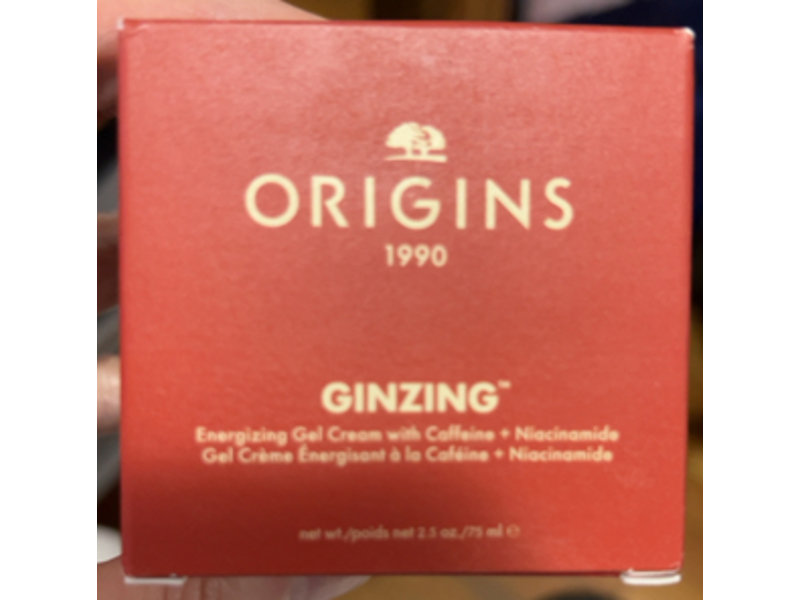 ORIGINS
1990
GINZING™
Energizing Gel Cream with Caffeine + Niacinamide
Gel Crème Énergisant à la Caféine + Niacinamide
net wt./poids net 2.5 oz./75 ml ℮